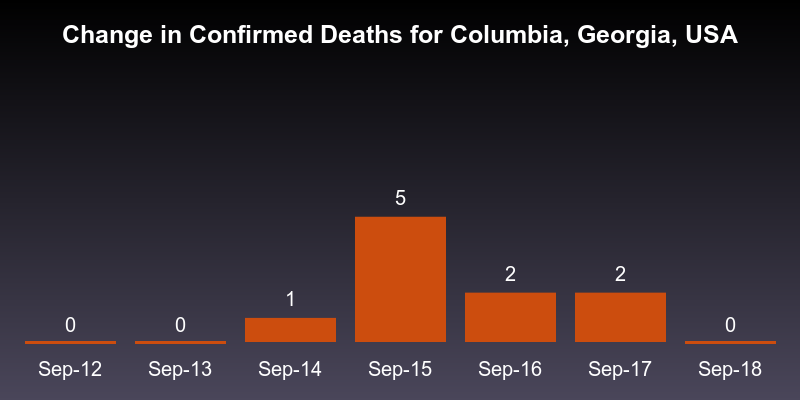 Change in Confirmed Deaths for Columbia, Georgia, USA
5
2
2
1
0
0
0
Sep-12
Sep-13
Sep-14
Sep-15
Sep-16
Sep-17
Sep-18